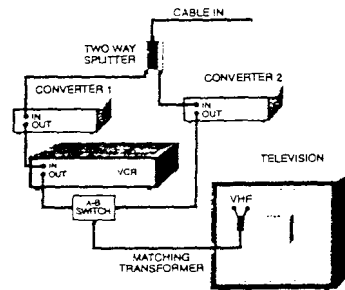 CABLE IN
TWO WAY
SPLITTER
CONVERTER 1
CONVERTER 2
IN
OUT
IN
OUT
IN
OUT
VCR
A-B
SWITCH
TELEVISION
VHF
MATCHING
TRANSFORMER